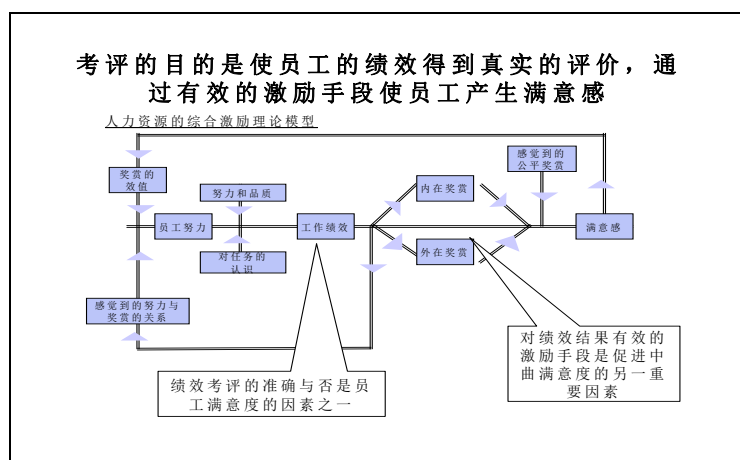 考评的目的是使员工的绩效得到真实的评价，通
过有效的激励手段使员工产生满意感
人力资源的综合激励理论模型
奖赏的
效值
努力和品质
内在奖赏
感觉到的
公平奖赏
员工努力
工作绩效
满意感
对任务的
认识
外在奖赏
感觉到的努力与
奖赏的关系
对绩效结果有效的
激励手段是促进中
曲满意度的另一重
要因素
绩效考评的准确与否是员
工满意度的因素之一